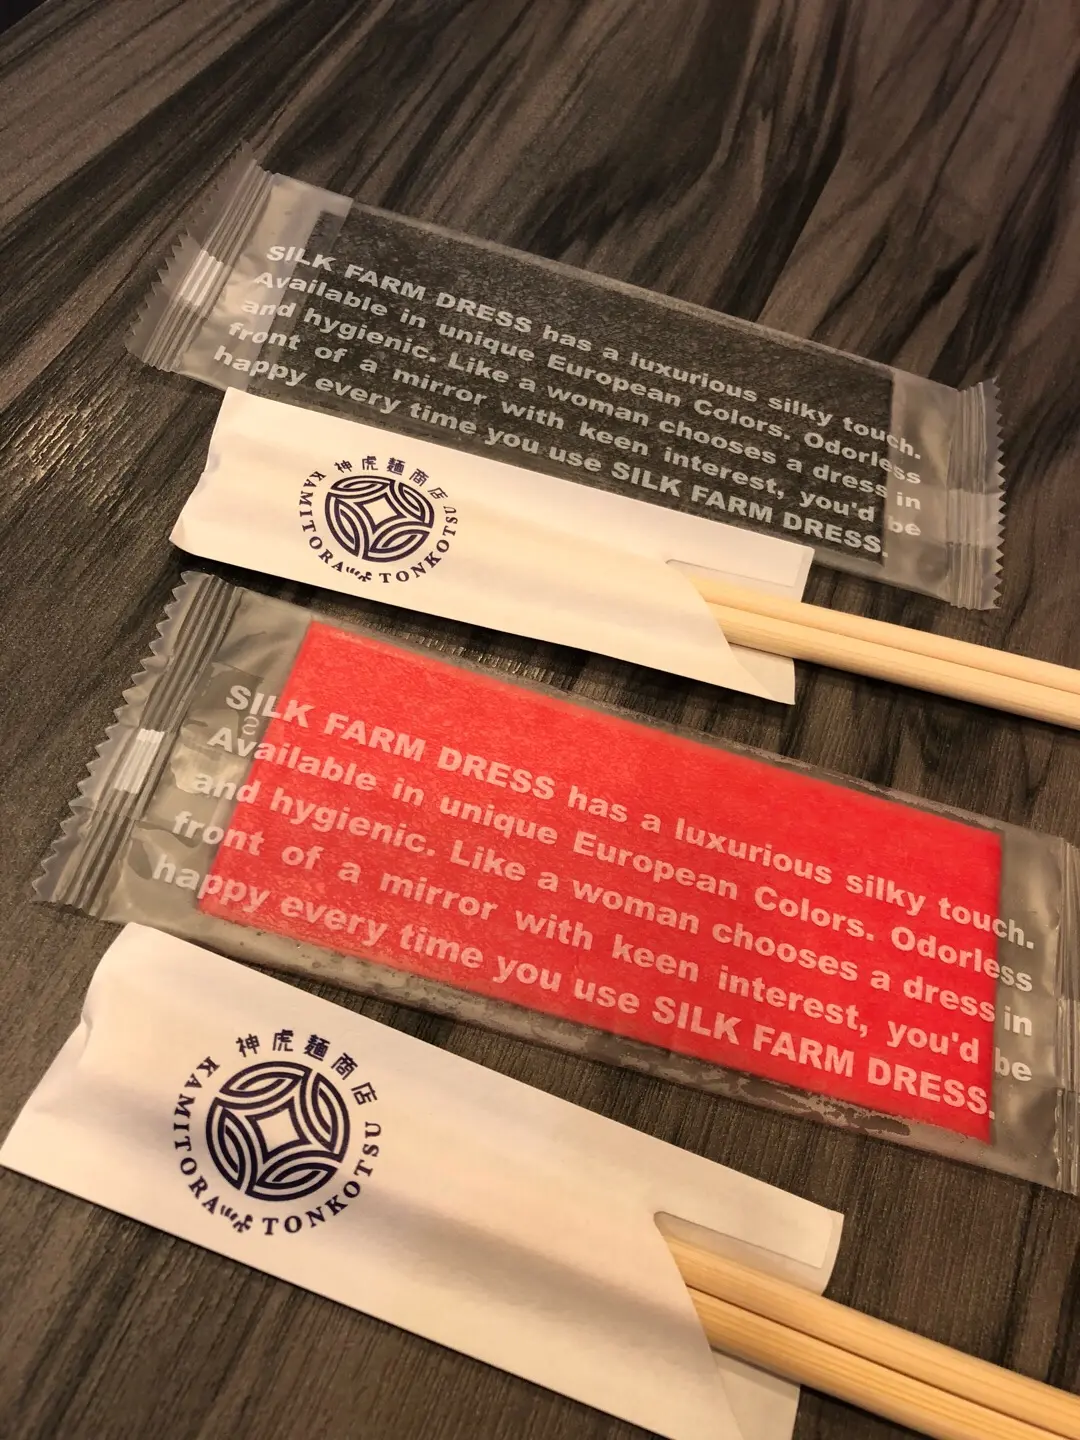 SILK FARM DRESS has a luxurious silky touch.
Available in unique European Colors. Odorless
and hygienic. Like a woman chooses a dress in
front of a mirror with keen interest, you'd be
happy every time you use SILK FARM DRESS.
神虎麺商店
KAMITORA TONKOTSU
SILK FARM DRESS has a luxurious silky touch.
Available in unique European Colors. Odorless
and hygienic. Like a woman chooses a dress in
front of a mirror with keen interest, you'd be
happy every time you use SILK FARM DRESS.
神虎麺商店
KAMITORA TONKOTSU